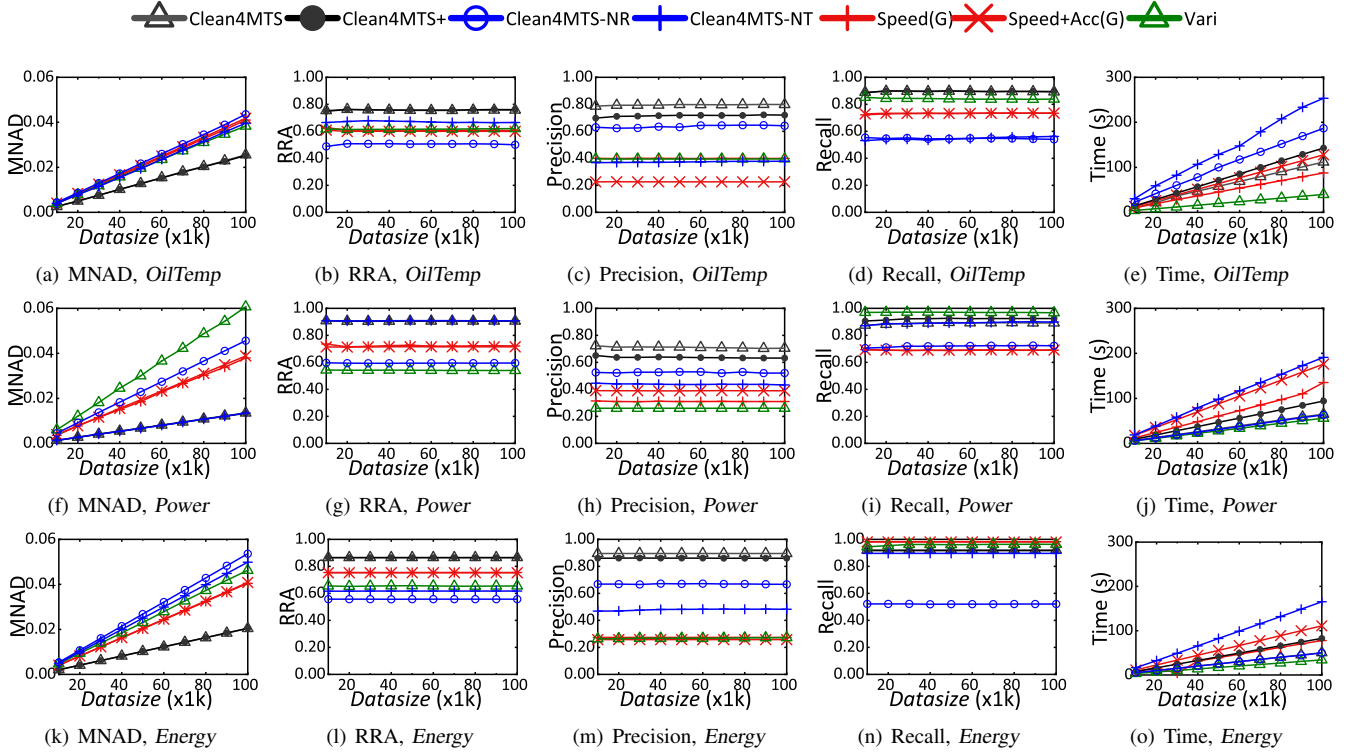 Clean4MTS Clean4MTS+ Clean4MTS-NR Clean4MTS-NT Speed(G) Speed+Acc(G) Vari
MNAD
0.06
0.04
0.02
0.00
20 40 60 80 100
Datasize (x1k)
(a) MNAD, OilTemp
RRA
1.00
0.80
0.60
0.40
0.20
0.00
20 40 60 80 100
Datasize (x1k)
(b) RRA, OilTemp
Precision
1.00
0.80
0.60
0.40
0.20
0.00
20 40 60 80 100
Datasize (x1k)
(c) Precision, OilTemp
Recall
1.00
0.80
0.60
0.40
0.20
0.00
20 40 60 80 100
Datasize (x1k)
(d) Recall, OilTemp
Time (s)
300
200
100
0
20 40 60 80 100
Datasize (x1k)
(e) Time, OilTemp
MNAD
0.06
0.04
0.02
0.00
20 40 60 80 100
Datasize (x1k)
(f) MNAD, Power
RRA
1.00
0.80
0.60
0.40
0.20
0.00
20 40 60 80 100
Datasize (x1k)
(g) RRA, Power
Precision
1.00
0.80
0.60
0.40
0.20
0.00
20 40 60 80 100
Datasize (x1k)
(h) Precision, Power
Recall
1.00
0.80
0.60
0.40
0.20
0.00
20 40 60 80 100
Datasize (x1k)
(i) Recall, Power
Time (s)
300
200
100
0
20 40 60 80 100
Datasize (x1k)
(j) Time, Power
MNAD
0.06
0.04
0.02
0.00
20 40 60 80 100
Datasize (x1k)
(k) MNAD, Energy
RRA
1.00
0.80
0.60
0.40
0.20
0.00
20 40 60 80 100
Datasize (x1k)
(l) RRA, Energy
Precision
1.00
0.80
0.60
0.40
0.20
0.00
20 40 60 80 100
Datasize (x1k)
(m) Precision, Energy
Recall
1.00
0.80
0.60
0.40
0.20
0.00
20 40 60 80 100
Datasize (x1k)
(n) Recall, Energy
Time (s)
300
200
100
0
20 40 60 80 100
Datasize (x1k)
(o) Time, Energy